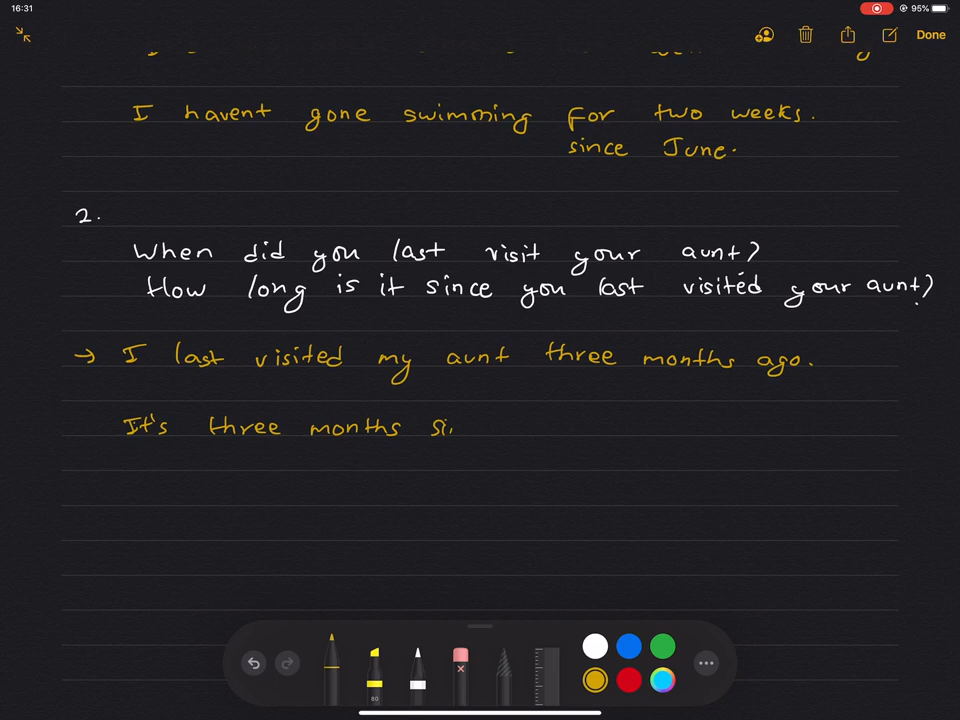 16:31
95%
Done
I havent gone swimming for two weeks.
since June.
2.
When did you last visit your aunt?
How long is it since you last visited your aunt?
→ I last visited my aunt three months ago.
It's three months si
80